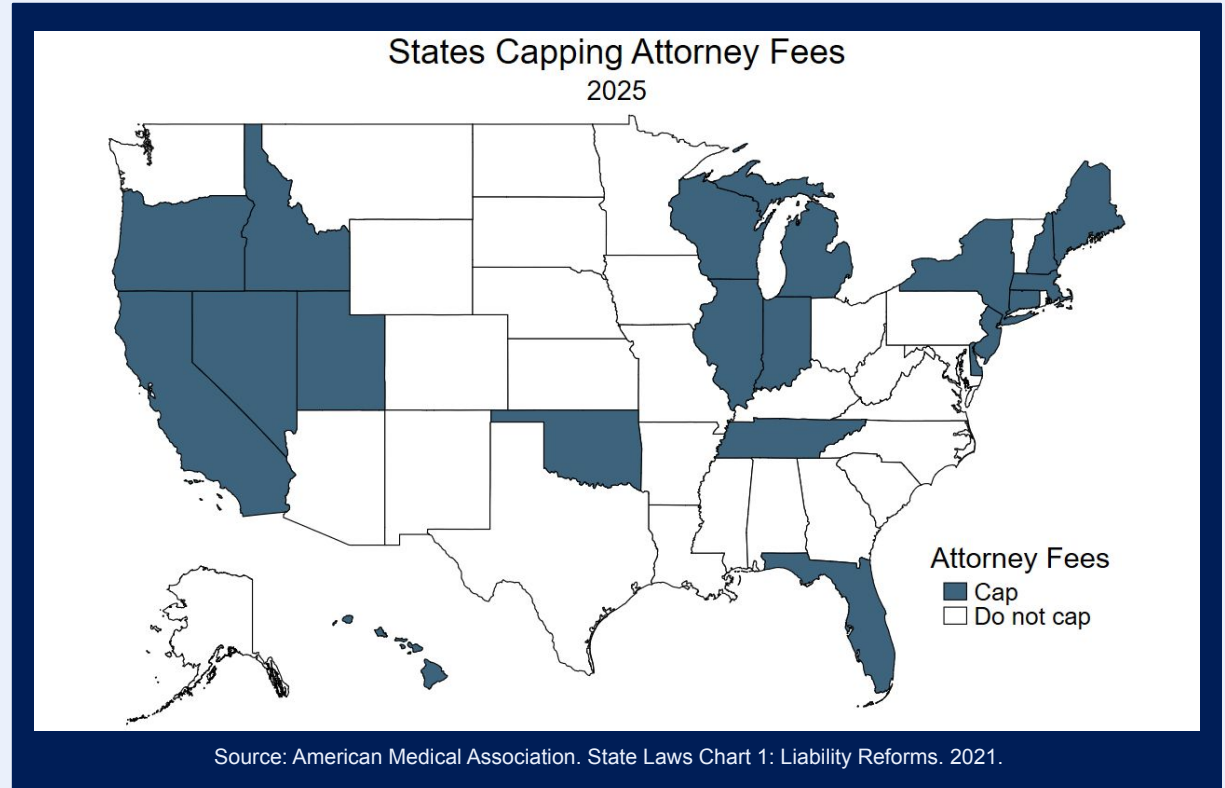 States Capping Attorney Fees
2025
Attorney Fees
Cap
Do not cap
Source: American Medical Association. State Laws Chart 1: Liability Reforms. 2021.